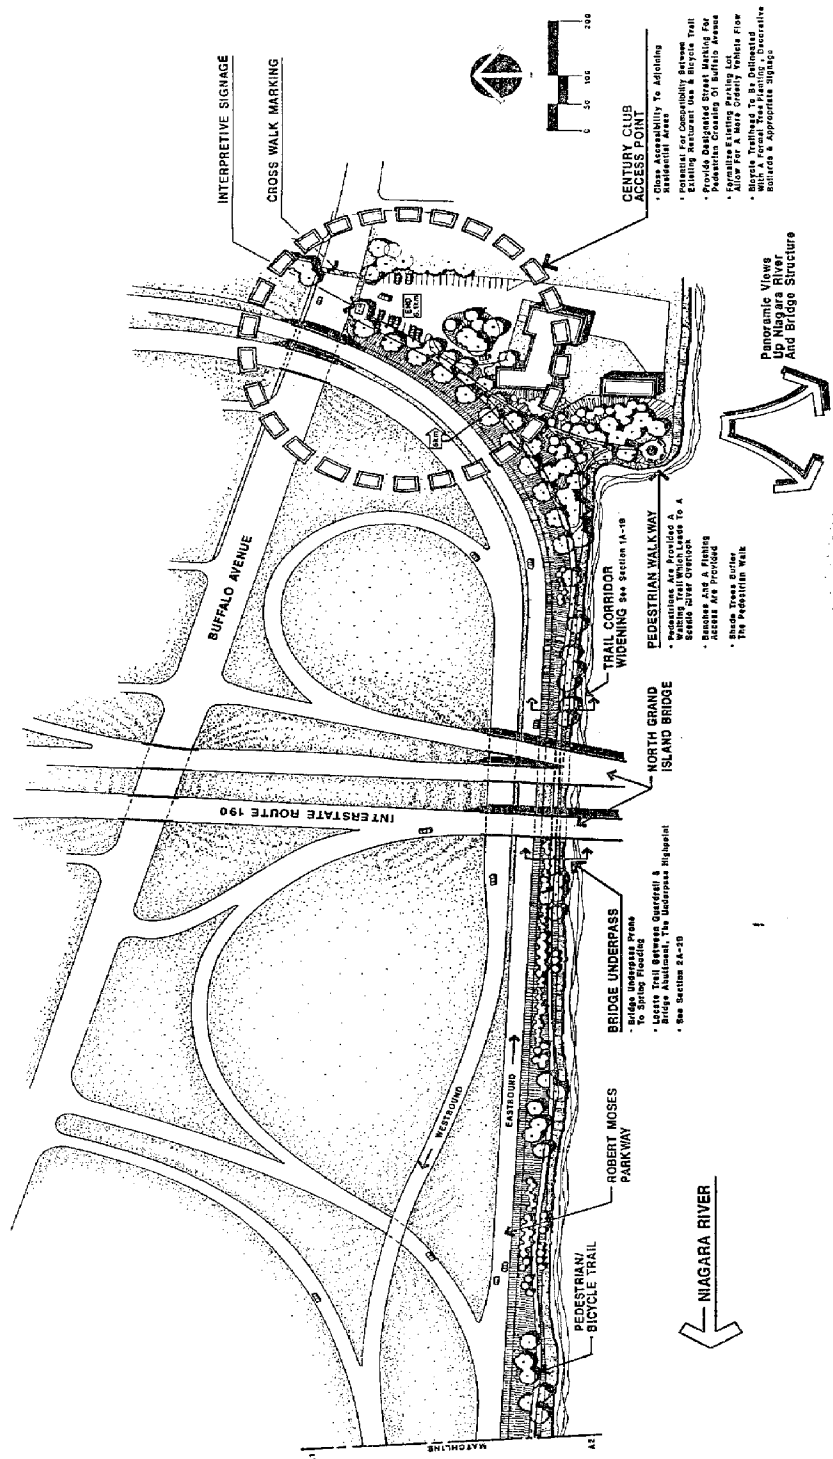 INTERPRETIVE SIGNAGE
CROSS WALK MARKING
0 50 100 200
CENTURY CLUB
ACCESS POINT
• Close Accessibility To Adjoining
Residential Areas
• Potential For Compatibility Between
Existing Restaurant Use & Bicycle Trail
• Provide Designated Street Marking For
Pedestrian Crossing Of Buffalo Avenue
• Formalize Existing Parking Lot
Allow For A More Orderly Vehicle Flow
• Bicycle Trailhead To Be Delineated
With A Formal Tree Planting, Decorative
Bollards & Appropriate Signage
Panoramic Views
Up Niagara River
And Bridge Structure
BUFFALO AVENUE
PEDESTRIAN WALKWAY
• Pedestrians Are Provided A
Walking Trail Which Leads To A
Scenic River Overlook
• Benches And A Fishing
Access Are Provided
• Shade Trees Buffer
The Pedestrian Walk
TRAIL CORRIDOR
WIDENING See Section 1A-1B
NORTH GRAND
ISLAND BRIDGE
INTERSTATE ROUTE 190
BRIDGE UNDERPASS
• Bridge Underpass Prone
To Spring Flooding
• Locate Trail Between Guardrail &
Bridge Abutment, The Underpass Highpoint
• See Section 2A-2B
WESTBOUND
EASTBOUND
ROBERT MOSES
PARKWAY
PEDESTRIAN/
BICYCLE TRAIL
NIAGARA RIVER
MATCHLINE
A2